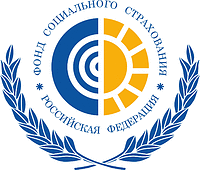 ФОНД СОЦИАЛЬНОГО СТРАХОВАНИЯ
РОССИЙСКАЯ ФЕДЕРАЦИЯ